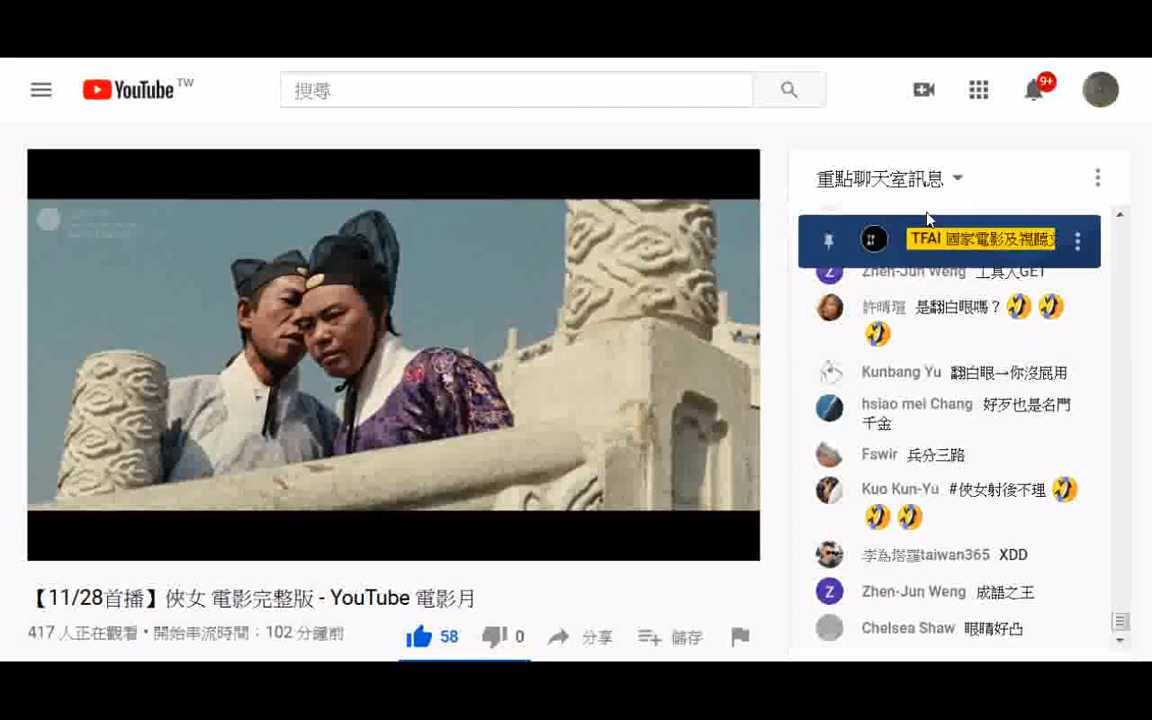 YouTube TW
搜尋
9+
重點聊天室訊息
TFAI 國家電影及視聽
Zhen-Jun Weng 工具人GET
許晴瑄 是翻白眼嗎？🤣🤣
🤣
Kunbang Yu 翻白眼→你沒屁用
hsiao mei Chang 好歹也是名門
千金
Fswir 兵分三路
Kuo Kun-Yu #俠女射後不埋🤣
🤣🤣
李為塔羅taiwan365 XDD
Z Zhen-Jun Weng 成語之王
Chelsea Shaw 眼睛好凸
【11/28首播】俠女 電影完整版 - YouTube 電影月
417 人正在觀看 • 開始串流時間：102 分鐘前
58 0 分享 儲存